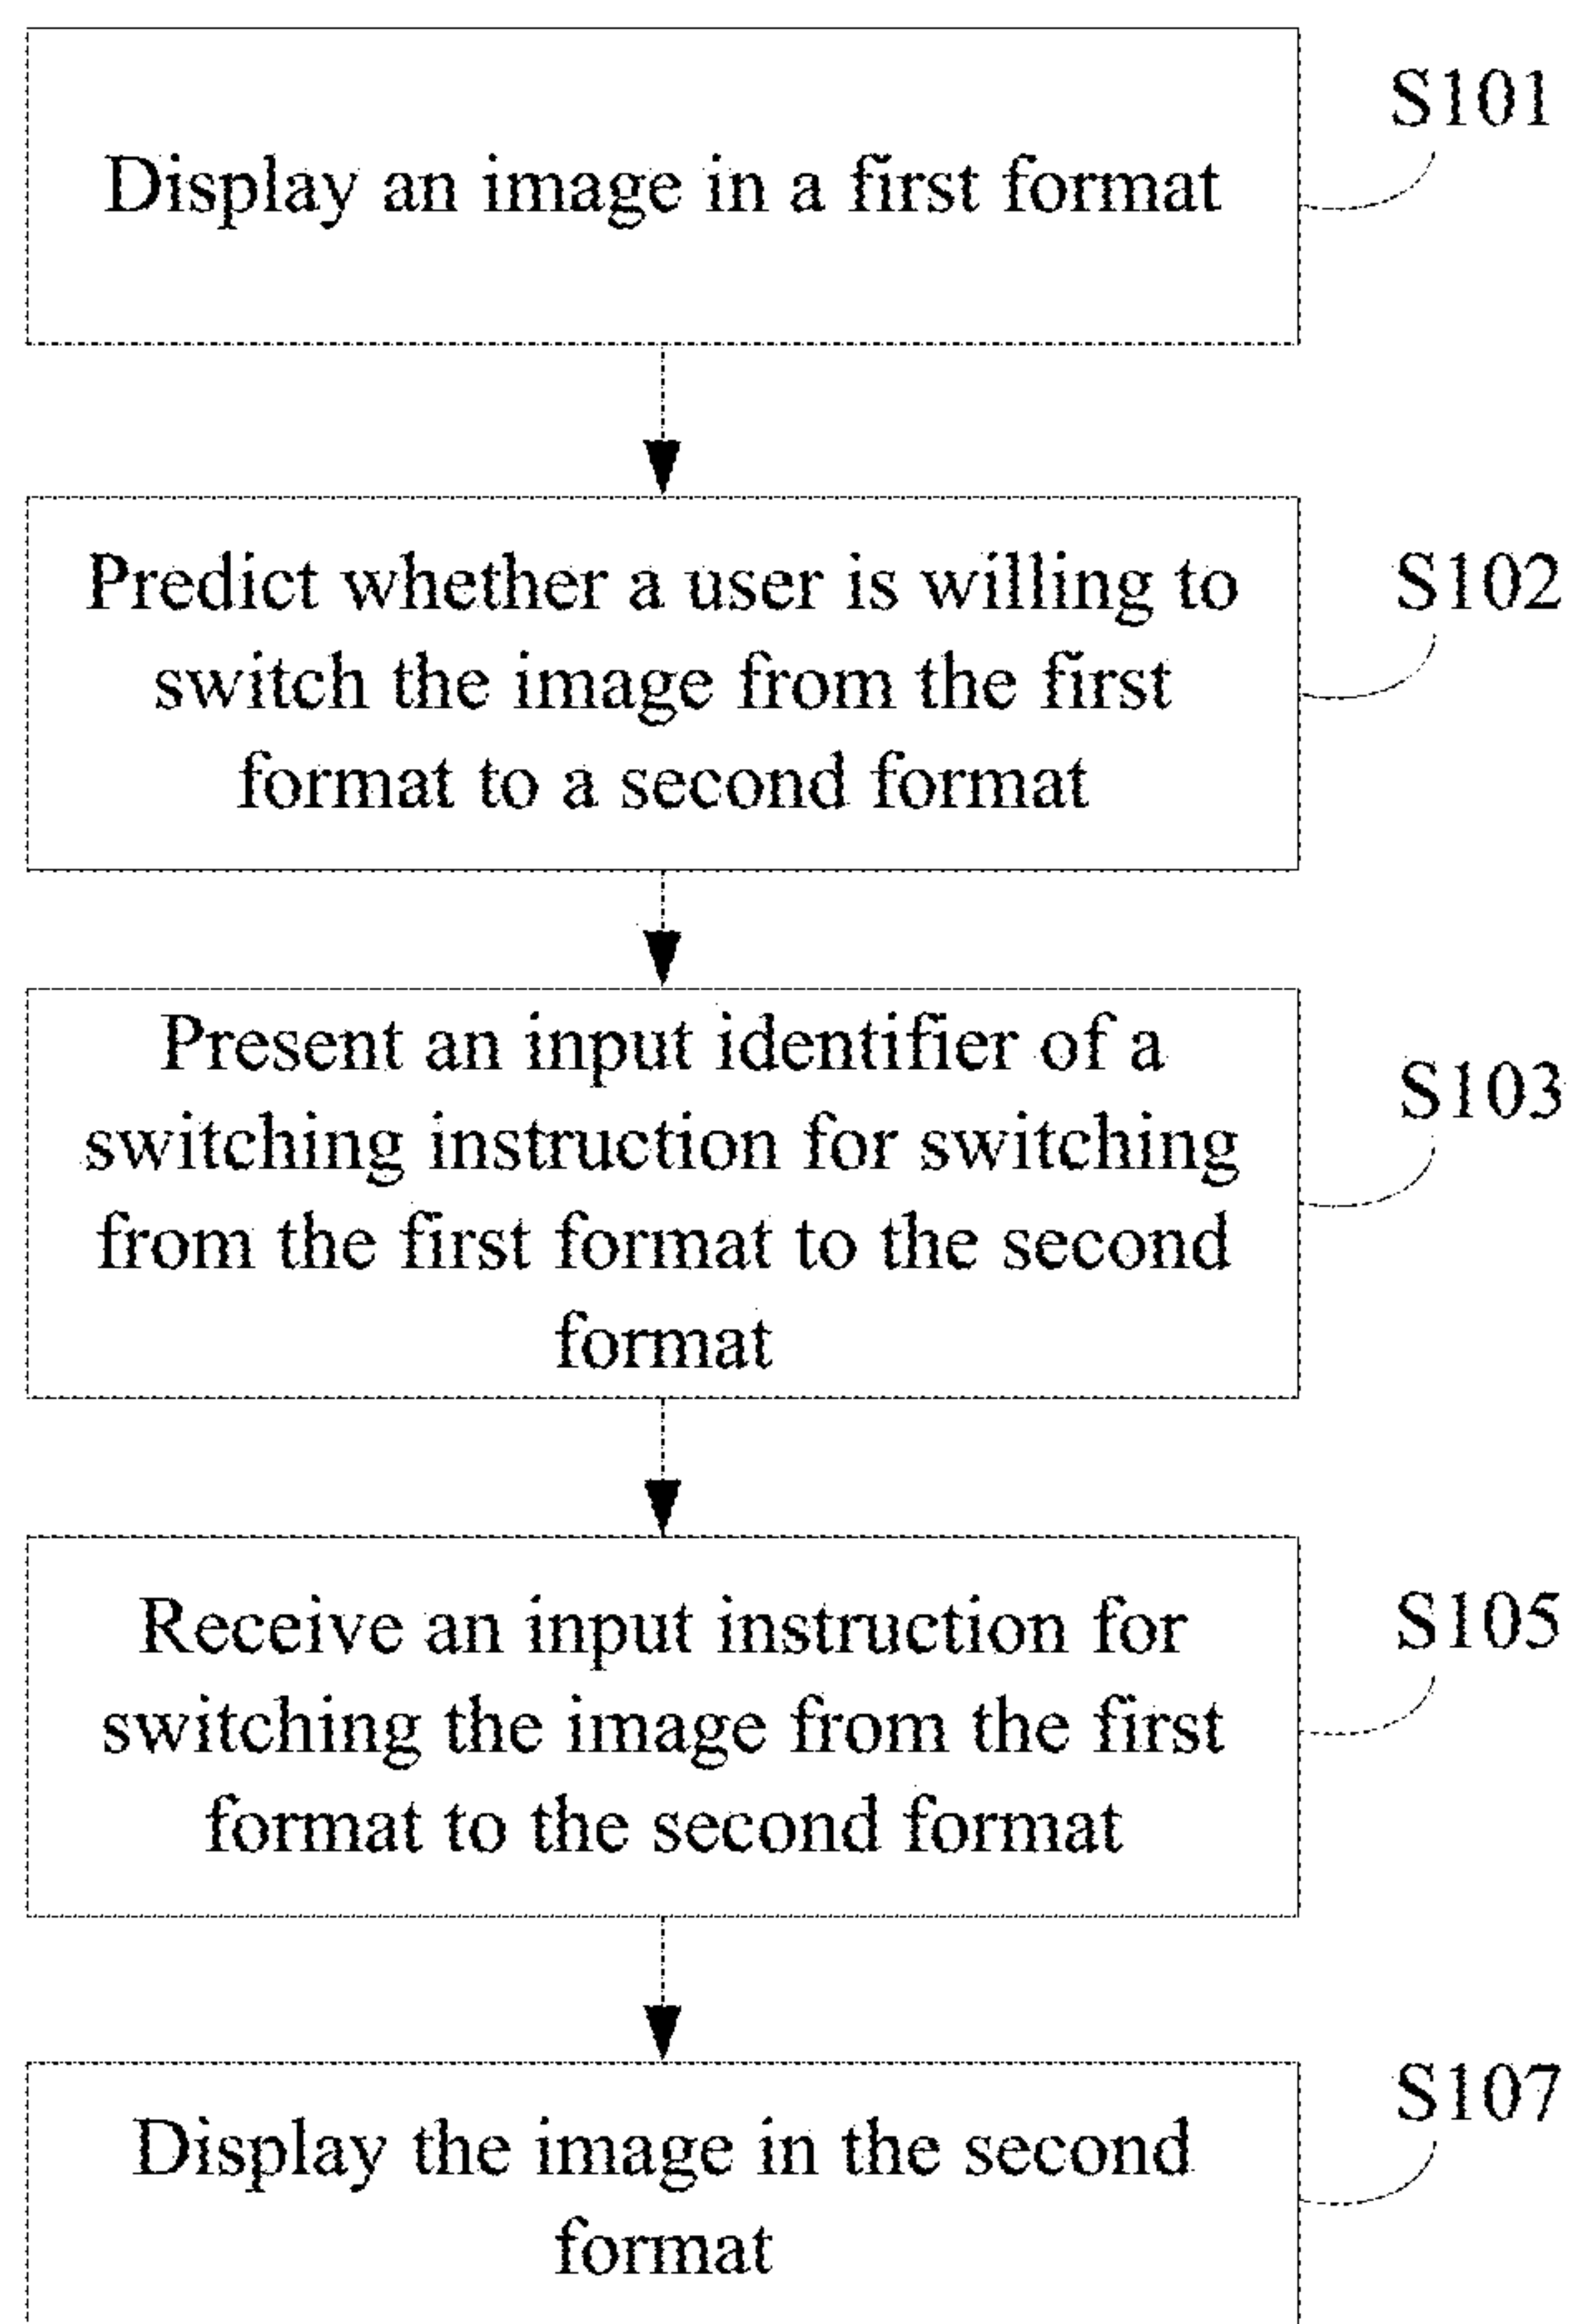 Display an image in a first format
S101
Predict whether a user is willing to
switch the image from the first
format to a second format
S102
Present an input identifier of a
switching instruction for switching
from the first format to the second
format
S103
Receive an input instruction for
switching the image from the first
format to the second format
S105
Display the image in the second
format
S107